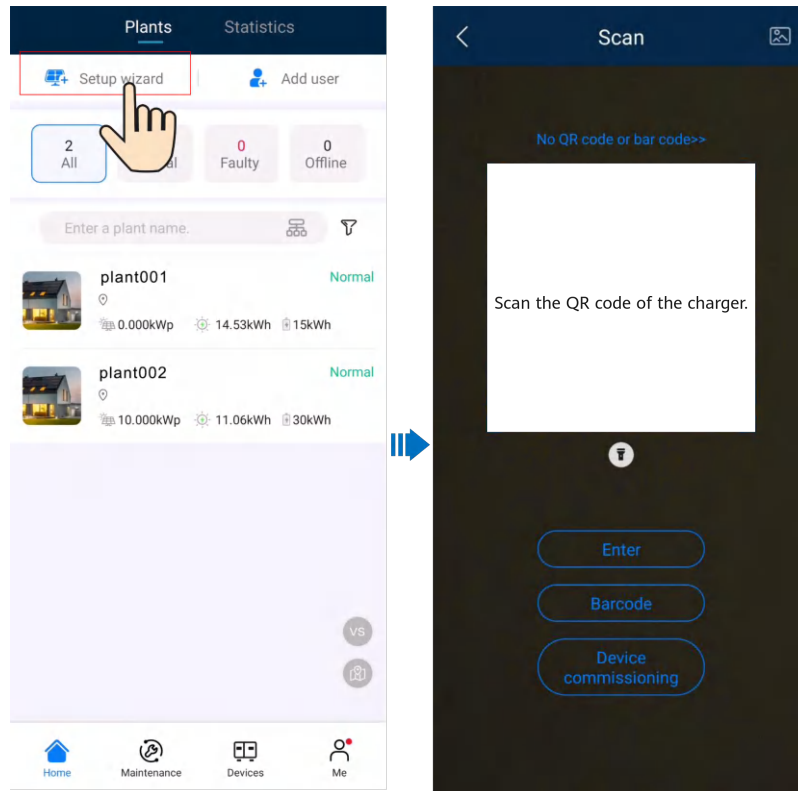 Plants
Statistics
Setup wizard
Add user
2
0
0
All
al
Faulty
Offline
Enter a plant name.
plant001
Normal
0.000kWp
14.53kWh
15kWh
plant002
Normal
10.000kWp
11.06kWh
30kWh
VS
Home
Maintenance
Devices
Me
Scan
No QR code or bar code>>
Scan the QR code of the charger.
Enter
Barcode
Device
commissioning